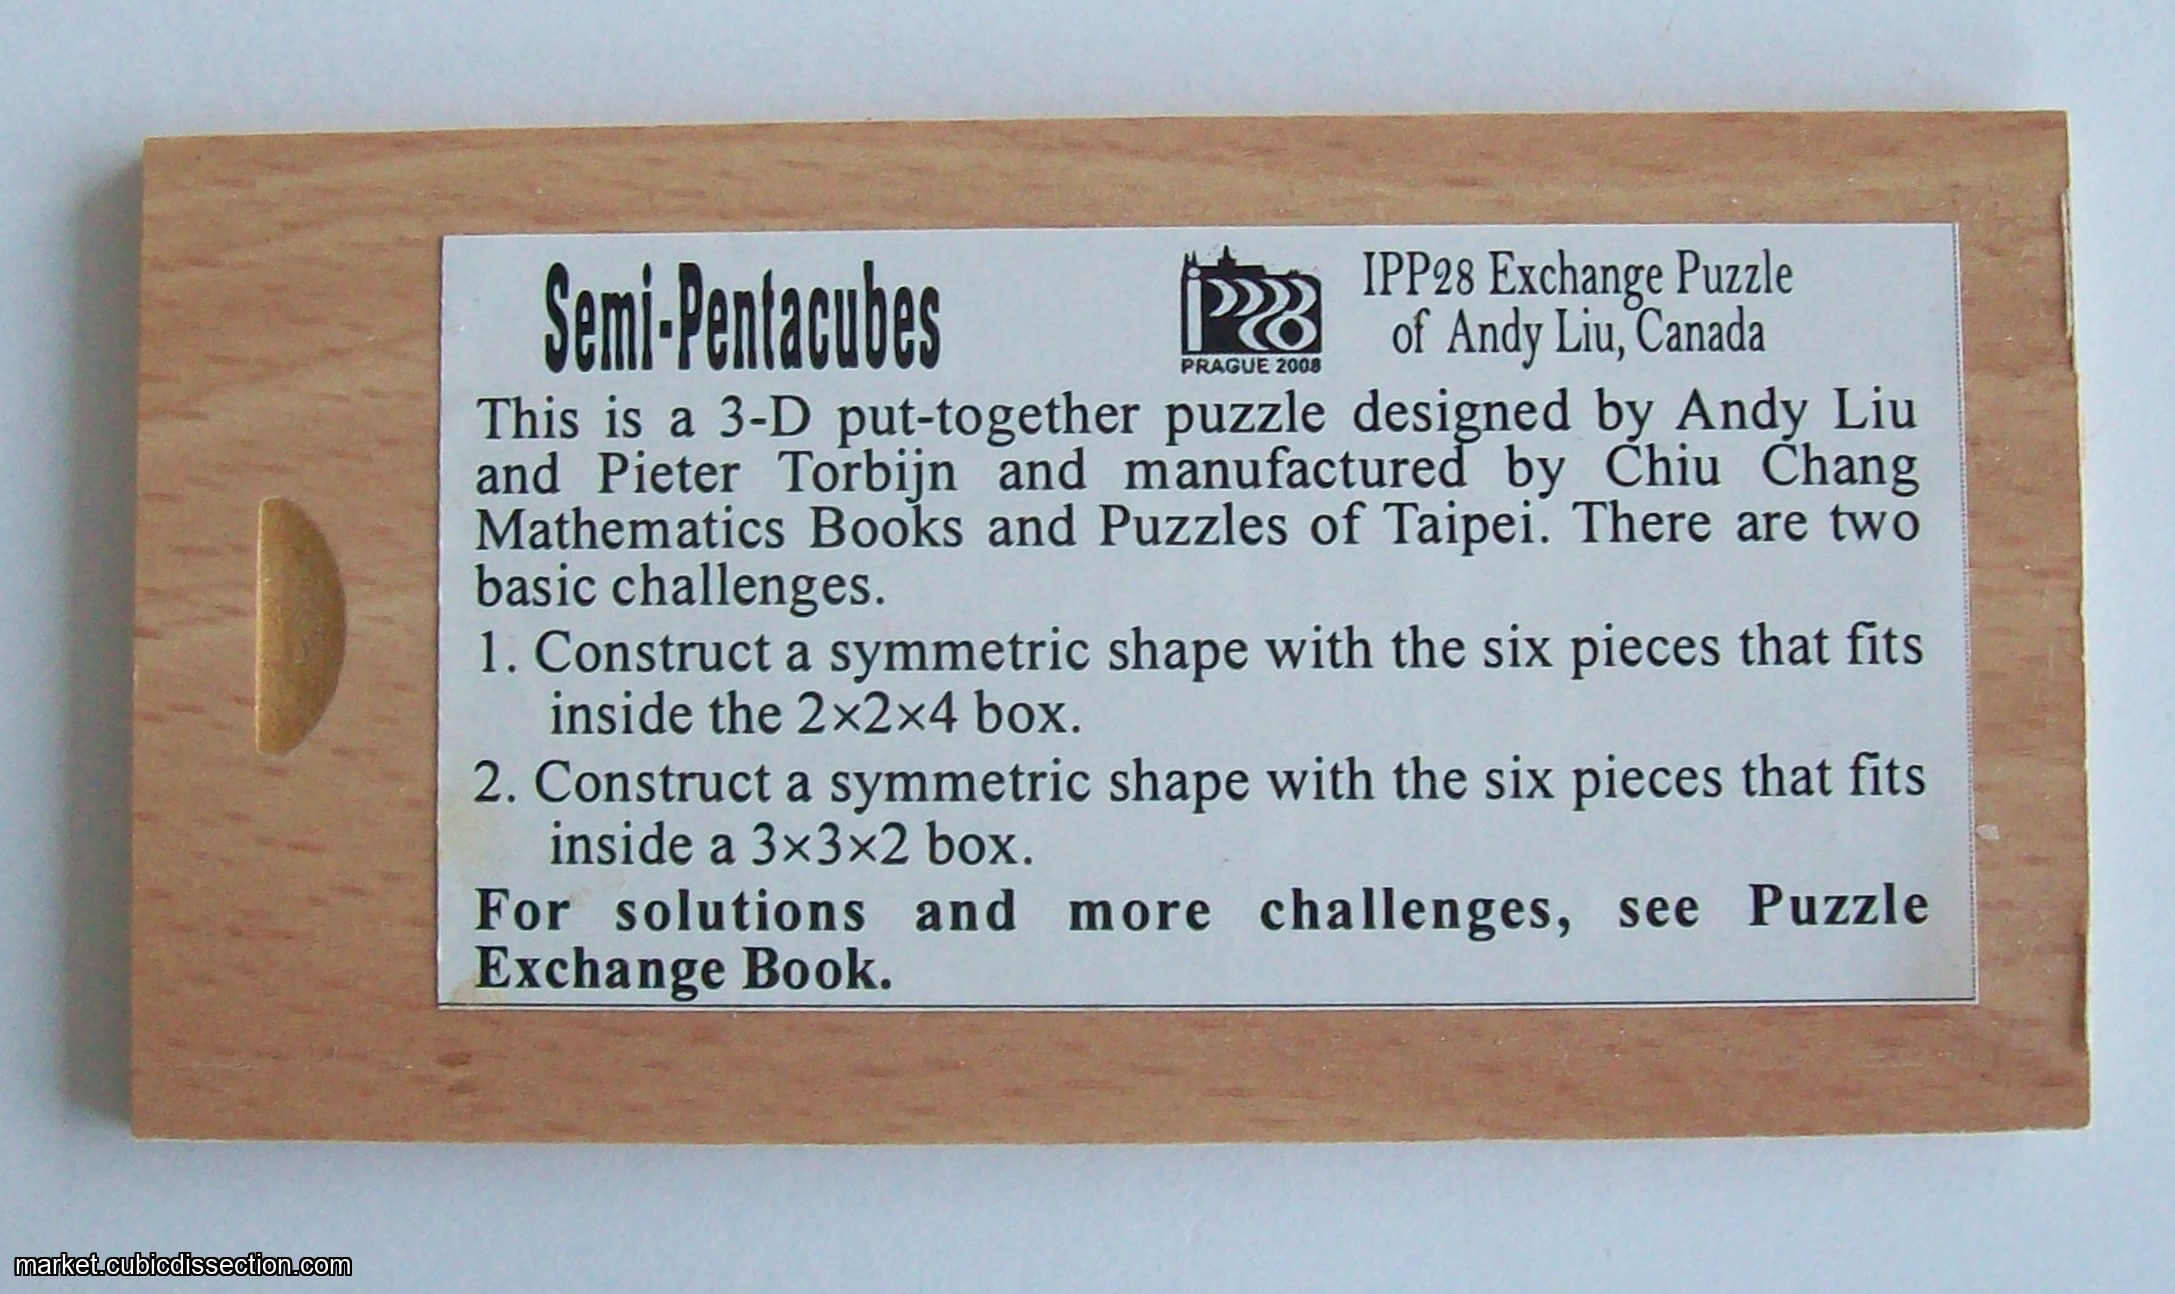 Semi-Pentacubes
PRAGUE 2008
IPP28 Exchange Puzzle
of Andy Liu, Canada
This is a 3-D put-together puzzle designed by Andy Liu
and Pieter Torbijn and manufactured by Chiu Chang
Mathematics Books and Puzzles of Taipei. There are two
basic challenges.
1. Construct a symmetric shape with the six pieces that fits
inside the 2×2×4 box.
2. Construct a symmetric shape with the six pieces that fits
inside a 3×3×2 box.
For solutions and more challenges, see Puzzle
Exchange Book.
market.cubicdissection.com